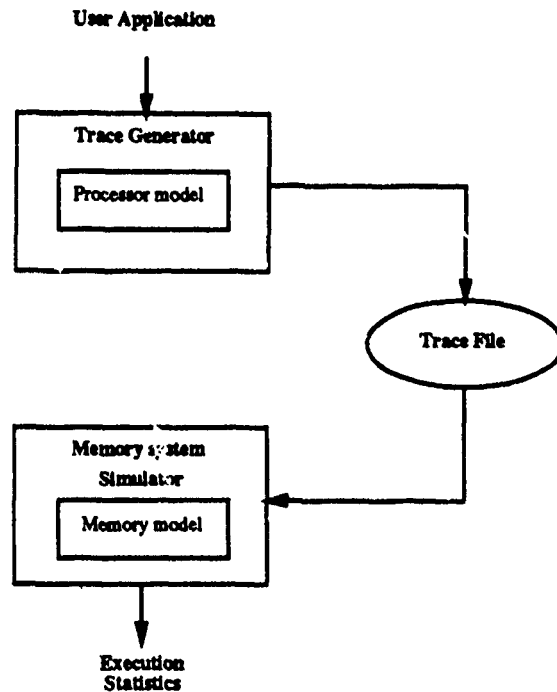 User Application
Trace Generator
Processor model
Trace File
Memory system
Simulator
Memory model
Execution
Statistics